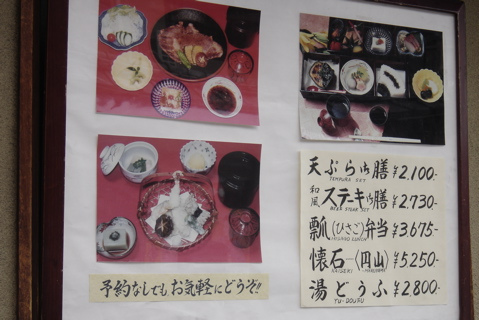 天ぷら御膳 ¥2,100-
TEMPURA SET
和風ステーキ御膳 ¥2,730-
BEEF STEAK SET
瓢(ひさご)弁当 ¥3675-
HISAGO LUNCH
懐石―〈円山〉 ¥5,250-
KAISEKI MARUYAMA
湯どうふ ¥2,800-
YU-DOUFU
予約なしでもお気軽にどうぞ!!